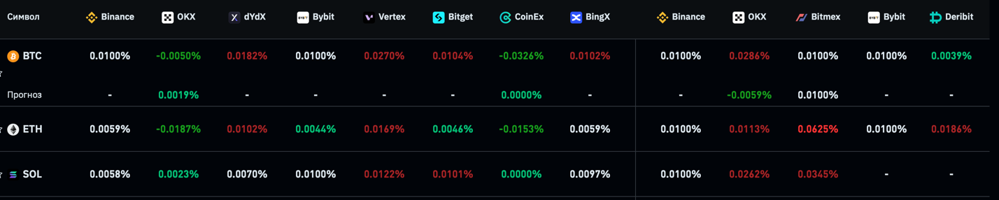 Символ Binance OKX dYdX Bybit Vertex Bitget CoinEx BingX Binance OKX Bitmex Bybit Deribit
BTC 0.0100% -0.0050% 0.0182% 0.0100% 0.0270% 0.0104% -0.0326% 0.0102% 0.0100% 0.0286% 0.0100% 0.0100% 0.0039%
Прогноз - 0.0019% - - - - 0.0000% - - -0.0059% 0.0100% - -
ETH 0.0059% -0.0187% 0.0102% 0.0044% 0.0169% 0.0046% -0.0153% 0.0059% 0.0100% 0.0113% 0.0625% 0.0100% 0.0186%
SOL 0.0058% 0.0023% 0.0070% 0.0100% 0.0122% 0.0101% 0.0000% 0.0097% 0.0100% 0.0262% 0.0345% - -